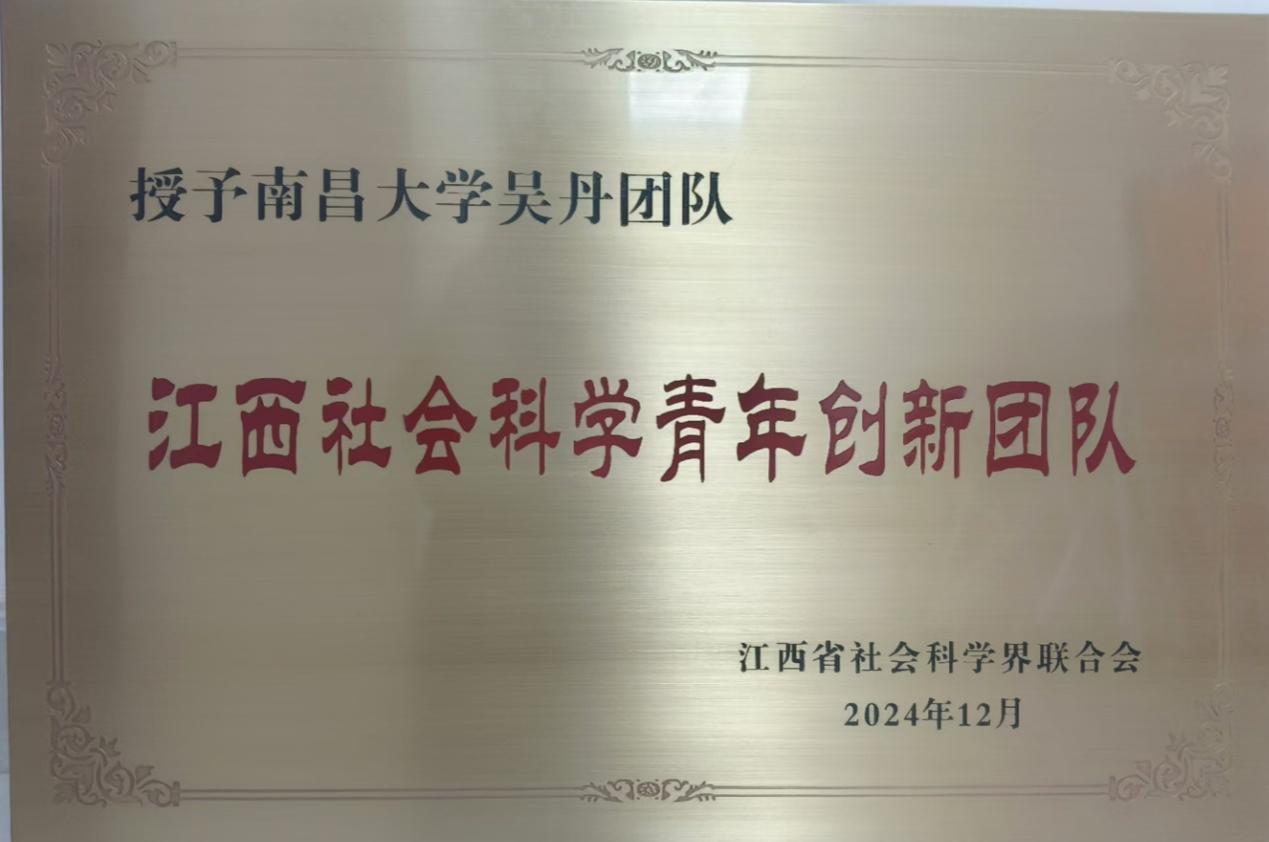 授予南昌大学吴丹团队
江西社会科学青年创新团队
江西省社会科学界联合会
2024年12月